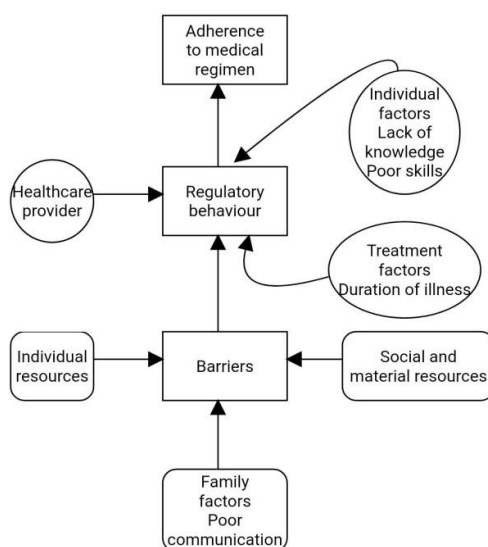 Adherence
to medical
regimen
Individual
factors
Lack of
knowledge
Poor skills
Healthcare
provider
Regulatory
behaviour
Treatment
factors
Duration of illness
Individual
resources
Barriers
Social and
material resources
Family
factors
Poor
communication